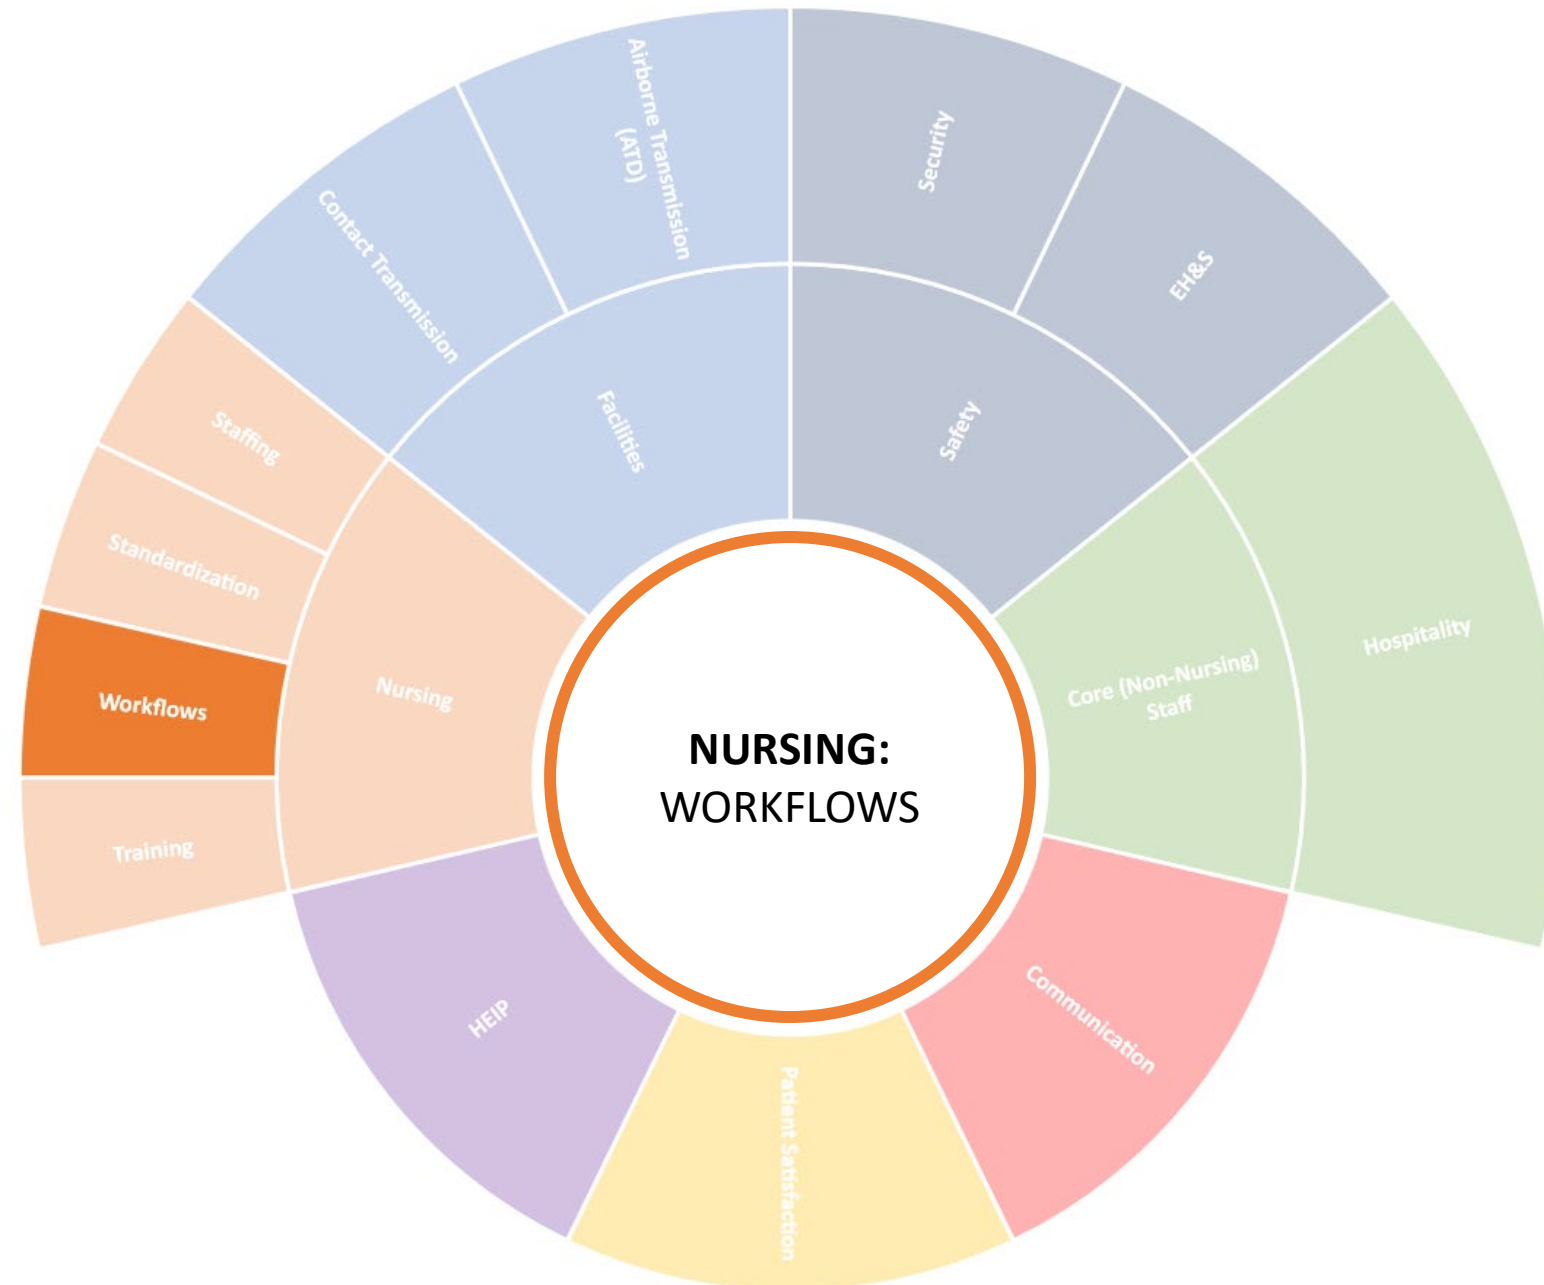 Airborne Transmission
(ATD)
Security
Contact Transmission
EH&S
Facilities
Safety
Staffing
Standardization
Workflows
Training
Nursing
Core (Non-Nursing)
Staff
Hospitality
NURSING:
WORKFLOWS
HEIP
Communication
Patient Satisfaction